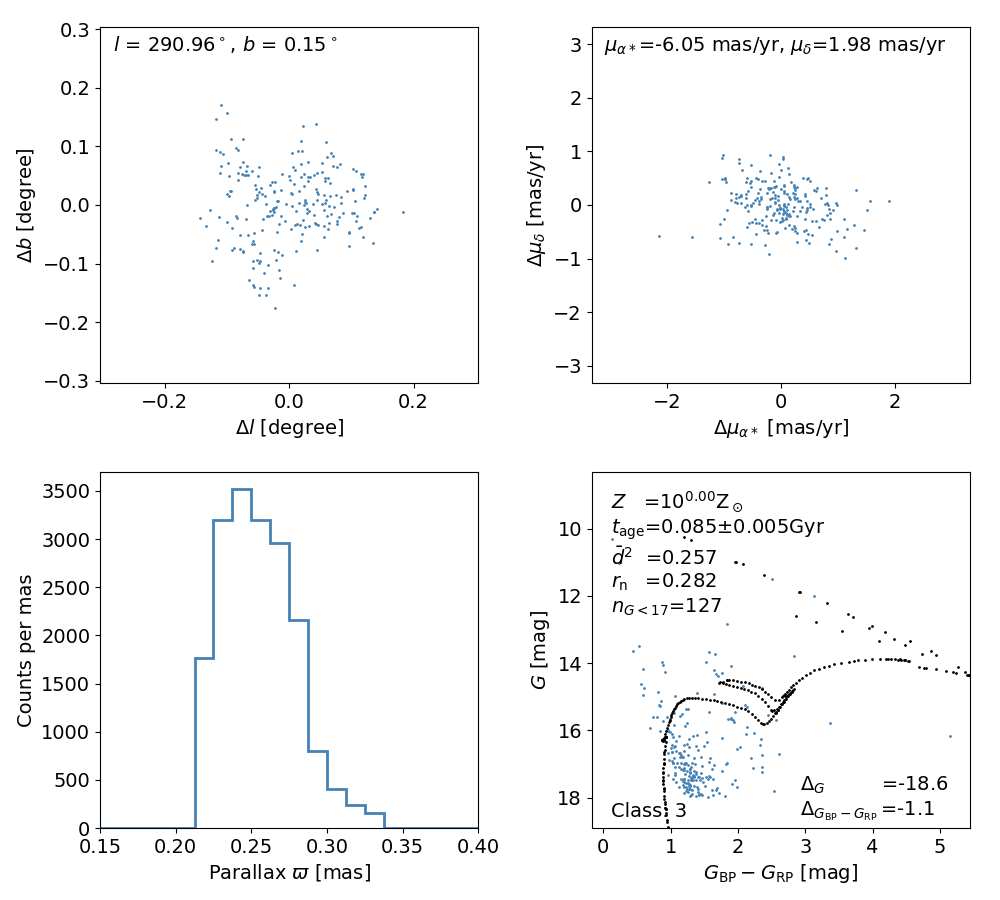 l = 290.96°, b = 0.15°
0.3
0.2
0.1
0.0
−0.1
−0.2
−0.3
Δb [degree]
−0.2 0.0 0.2
Δl [degree]
μα*=-6.05 mas/yr, μδ=1.98 mas/yr
3
2
1
0
−1
−2
−3
Δμδ [mas/yr]
−2 0 2
Δμα* [mas/yr]
3500
3000
2500
2000
1500
1000
500
0
Counts per mas
0.15 0.20 0.25 0.30 0.35 0.40
Parallax ϖ [mas]
Z =10^0.00 Z⊙
t_age=0.085±0.005Gyr
d̄² =0.257
r_n =0.282
n_G<17=127
10
12
14
16
18
G [mag]
Δ_G =-18.6
Δ_G_BP−G_RP=-1.1
Class: 3
0 1 2 3 4 5
G_BP − G_RP [mag]